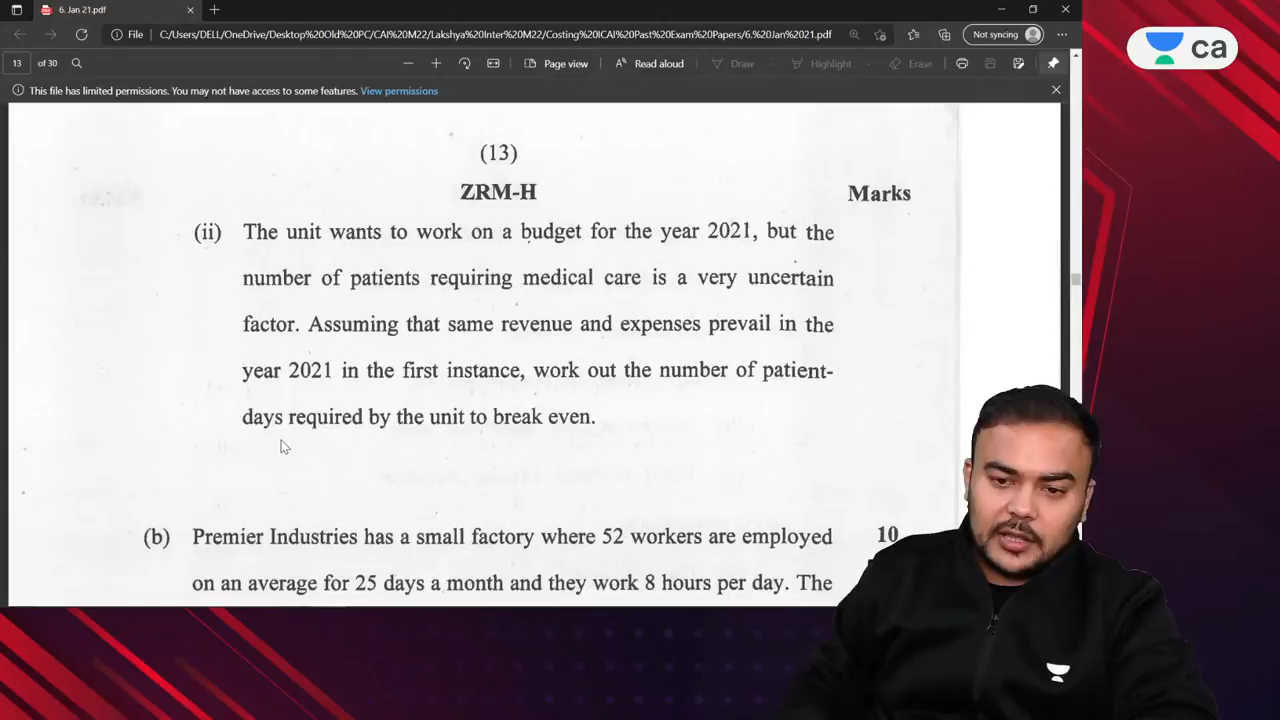 6. Jan 21.pdf
File C:/Users/DELL/OneDrive/Desktop%20Old%20PC/CAI%20M22/Lakshya%20Inter%20M22/Costing%20ICAI%20Past%20Exam%20Papers/6.%20Jan%2021.pdf
Not syncing
13 of 30
Page view
Read aloud
Draw
Highlight
Erase
This file has limited permissions. You may not have access to some features. View permissions
ca
(13)
ZRM-H Marks
(ii) The unit wants to work on a budget for the year 2021, but the
number of patients requiring medical care is a very uncertain
factor. Assuming that same revenue and expenses prevail in the
year 2021 in the first instance, work out the number of patient-
days required by the unit to break even.
(b) Premier Industries has a small factory where 52 workers are employed 10
on an average for 25 days a month and they work 8 hours per day. The